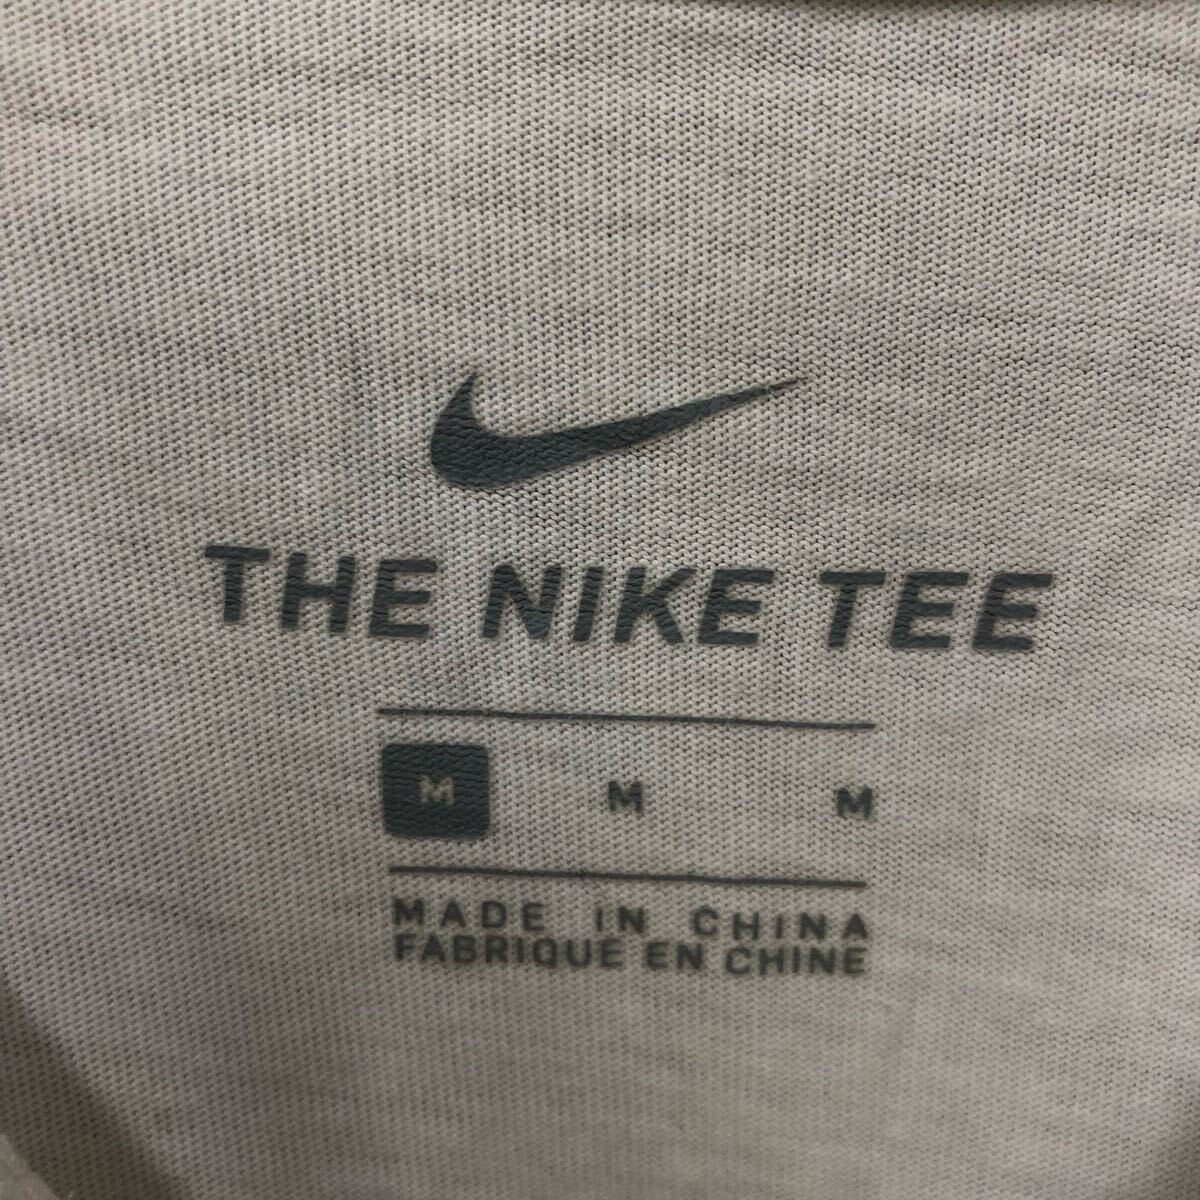 THE NIKE TEE
M M M
MADE IN CHINA
FABRIQUE EN CHINE